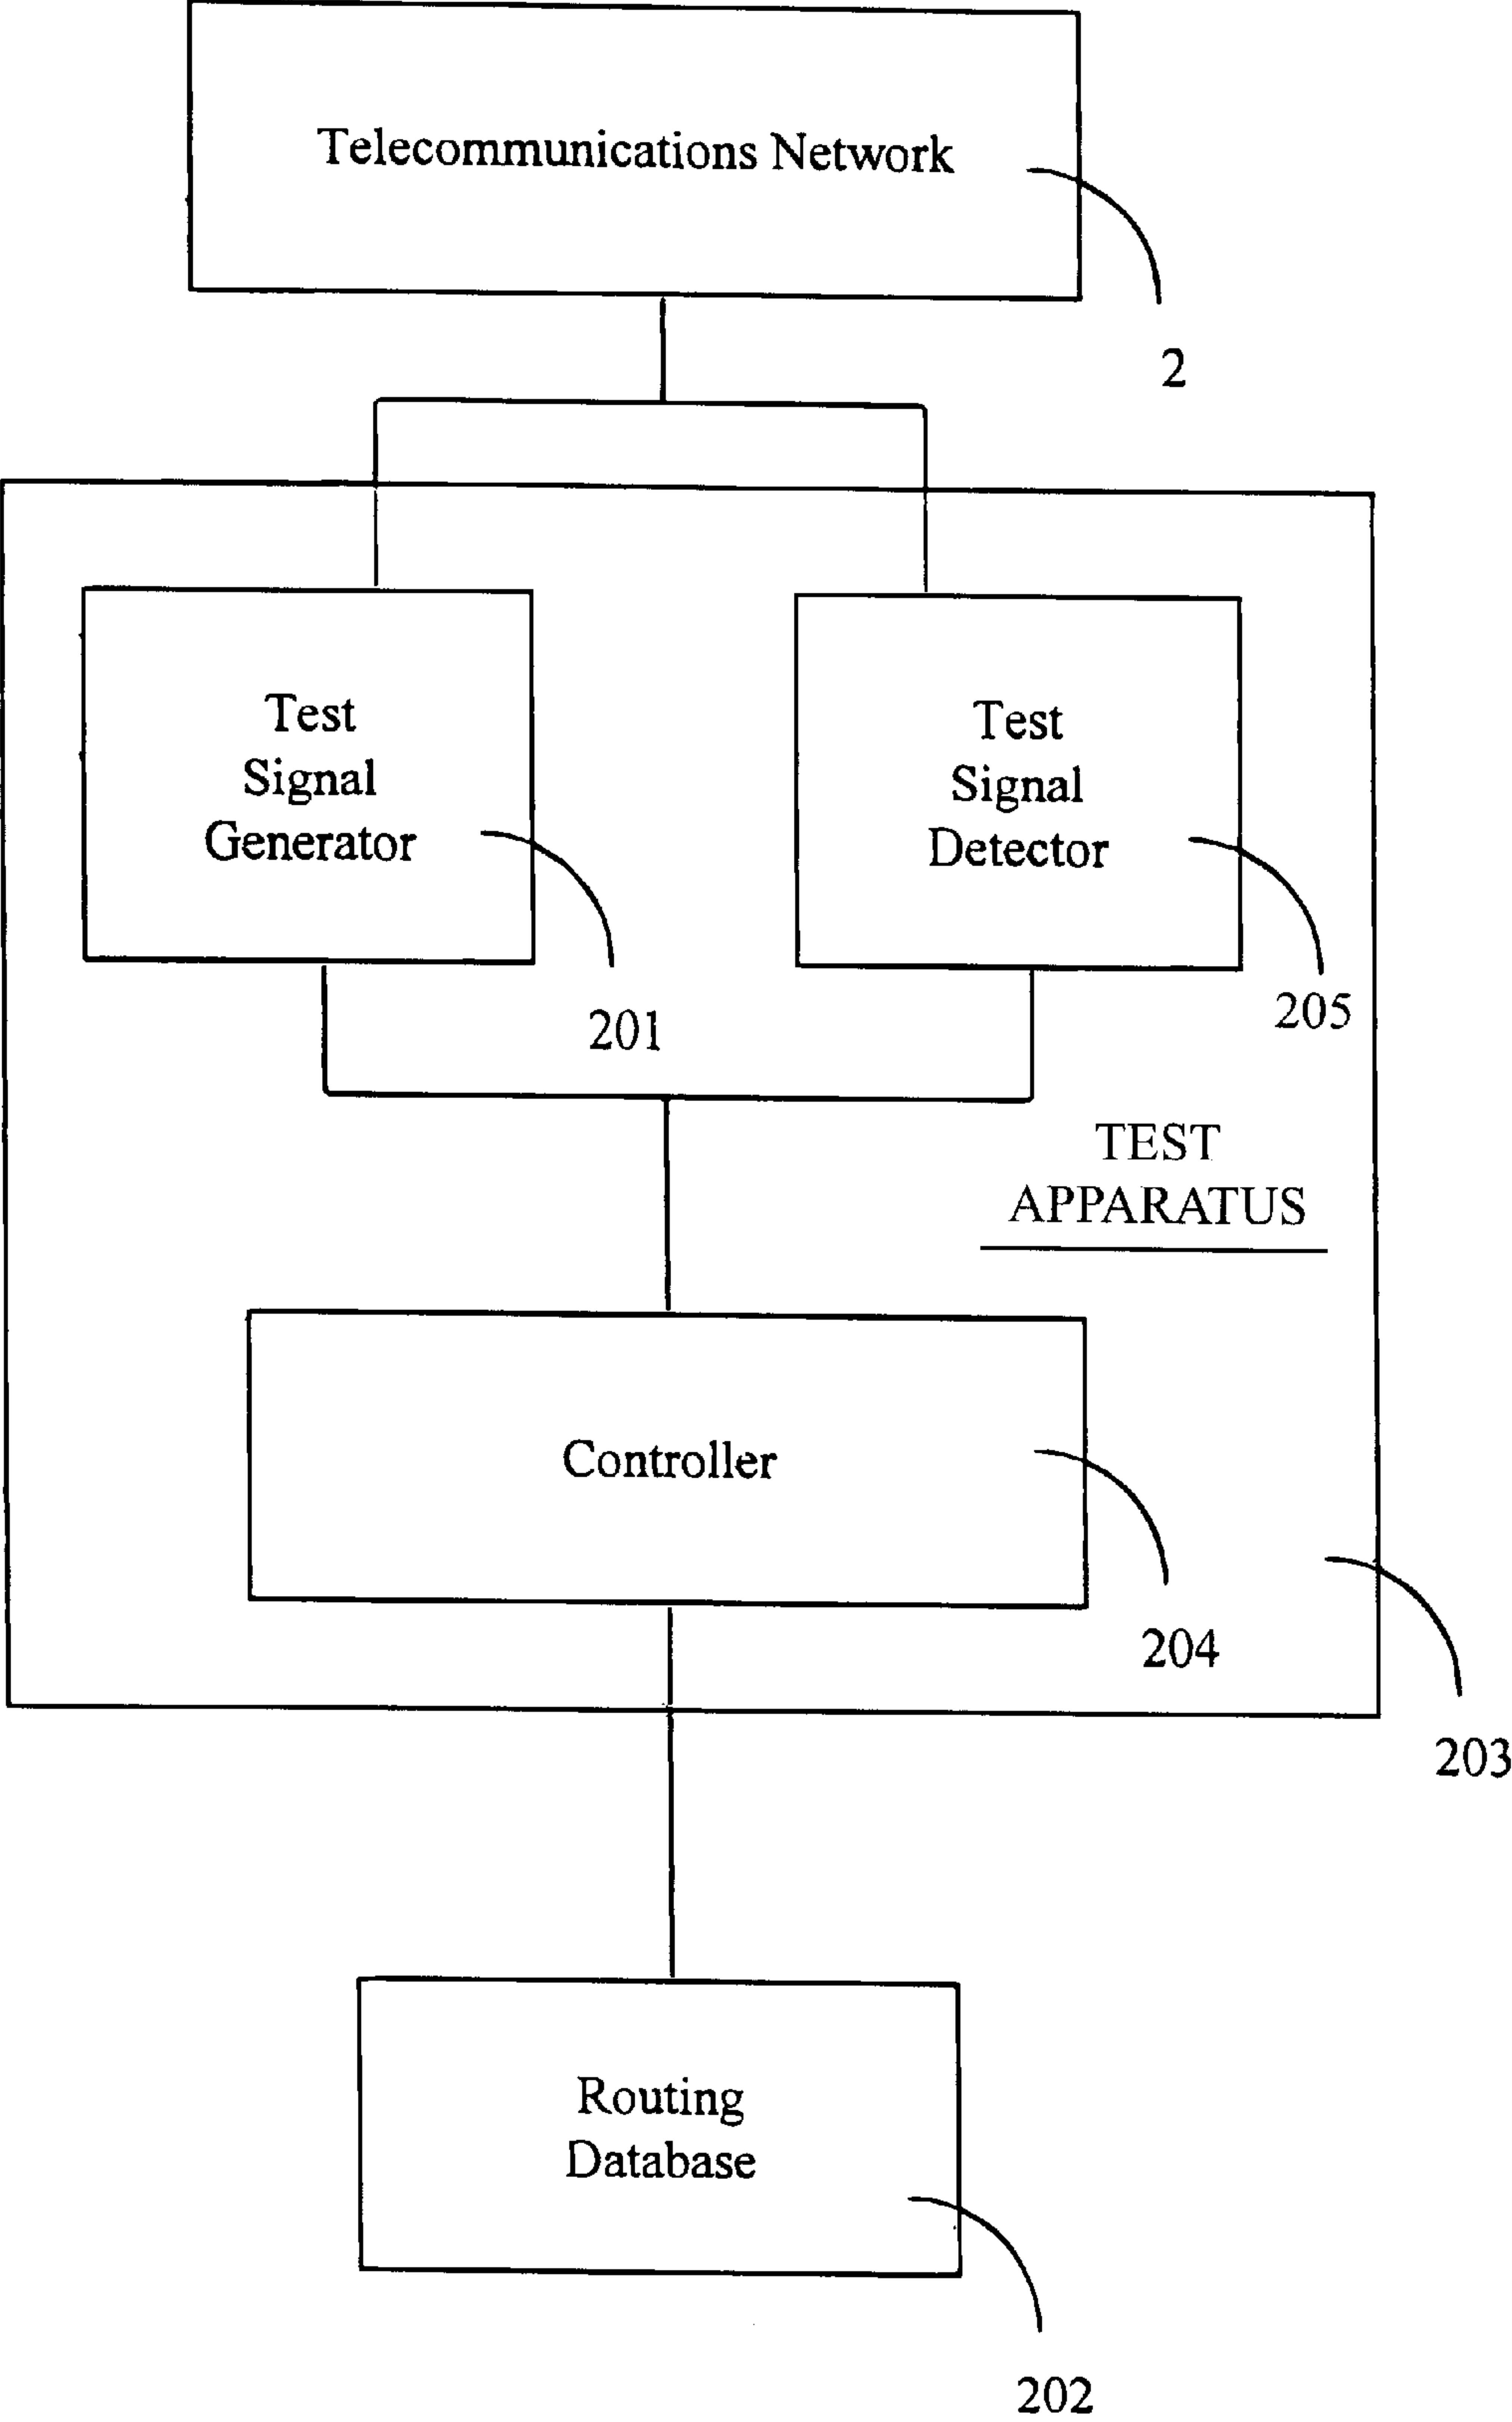 Telecommunications Network
2
Test
Signal
Generator
201
Test
Signal
Detector
205
TEST
APPARATUS
Controller
204
203
Routing
Database
202